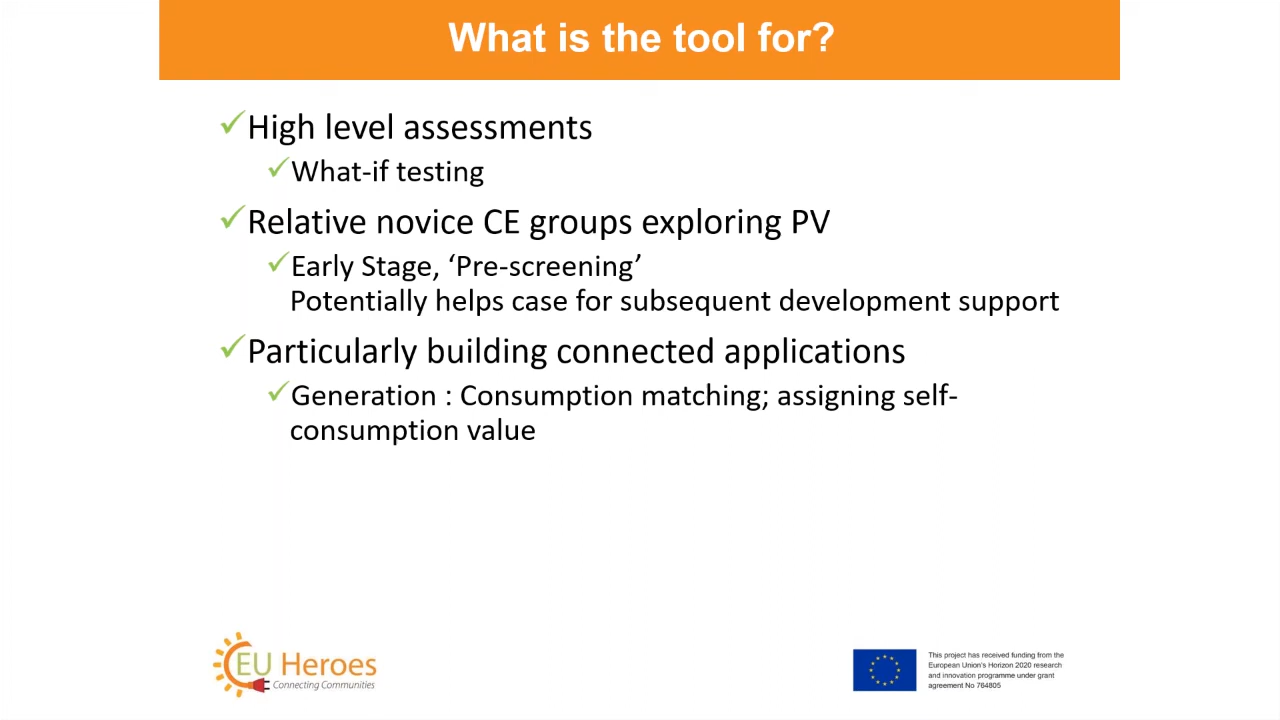 What is the tool for?
High level assessments
What-if testing
Relative novice CE groups exploring PV
Early Stage, ‘Pre-screening’
Potentially helps case for subsequent development support
Particularly building connected applications
Generation : Consumption matching; assigning self-
consumption value
EU Heroes
Connecting Communities
This project has received funding from the
European Union's Horizon 2020 research
and innovation programme under grant
agreement No 764805